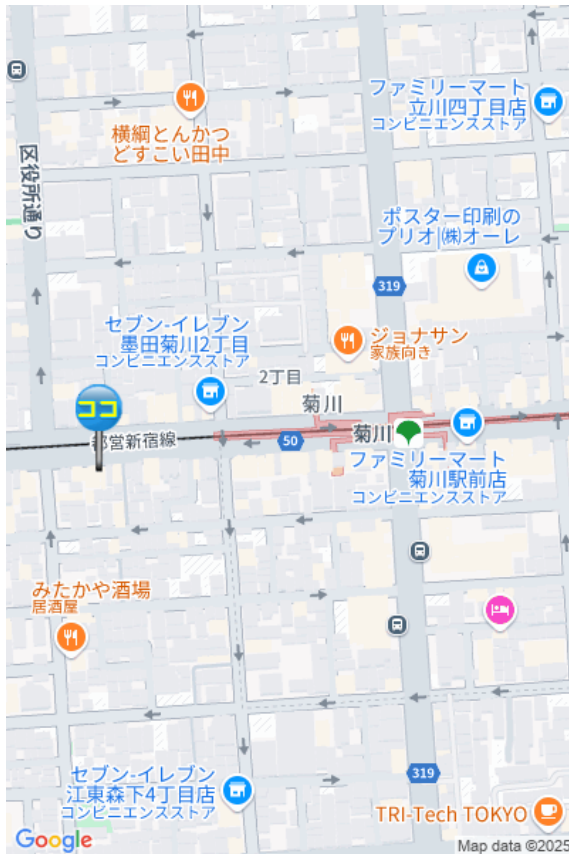 ファミリーマート
立川四丁目店
コンビニエンスストア
横綱とんかつ
どすこい田中
区役所通り
ポスター印刷の
プリオ|㈱オーレ
319
セブン-イレブン
墨田菊川2丁目
コンビニエンスストア
ジョナサン
家族向き
2丁目
菊川
ココ
都営新宿線
50
菊川
ファミリーマート
菊川駅前店
コンビニエンスストア
みたかや酒場
居酒屋
セブン-イレブン
江東森下4丁目店
コンビニエンスストア
319
TRI-Tech TOKYO
Google
Map data ©2025